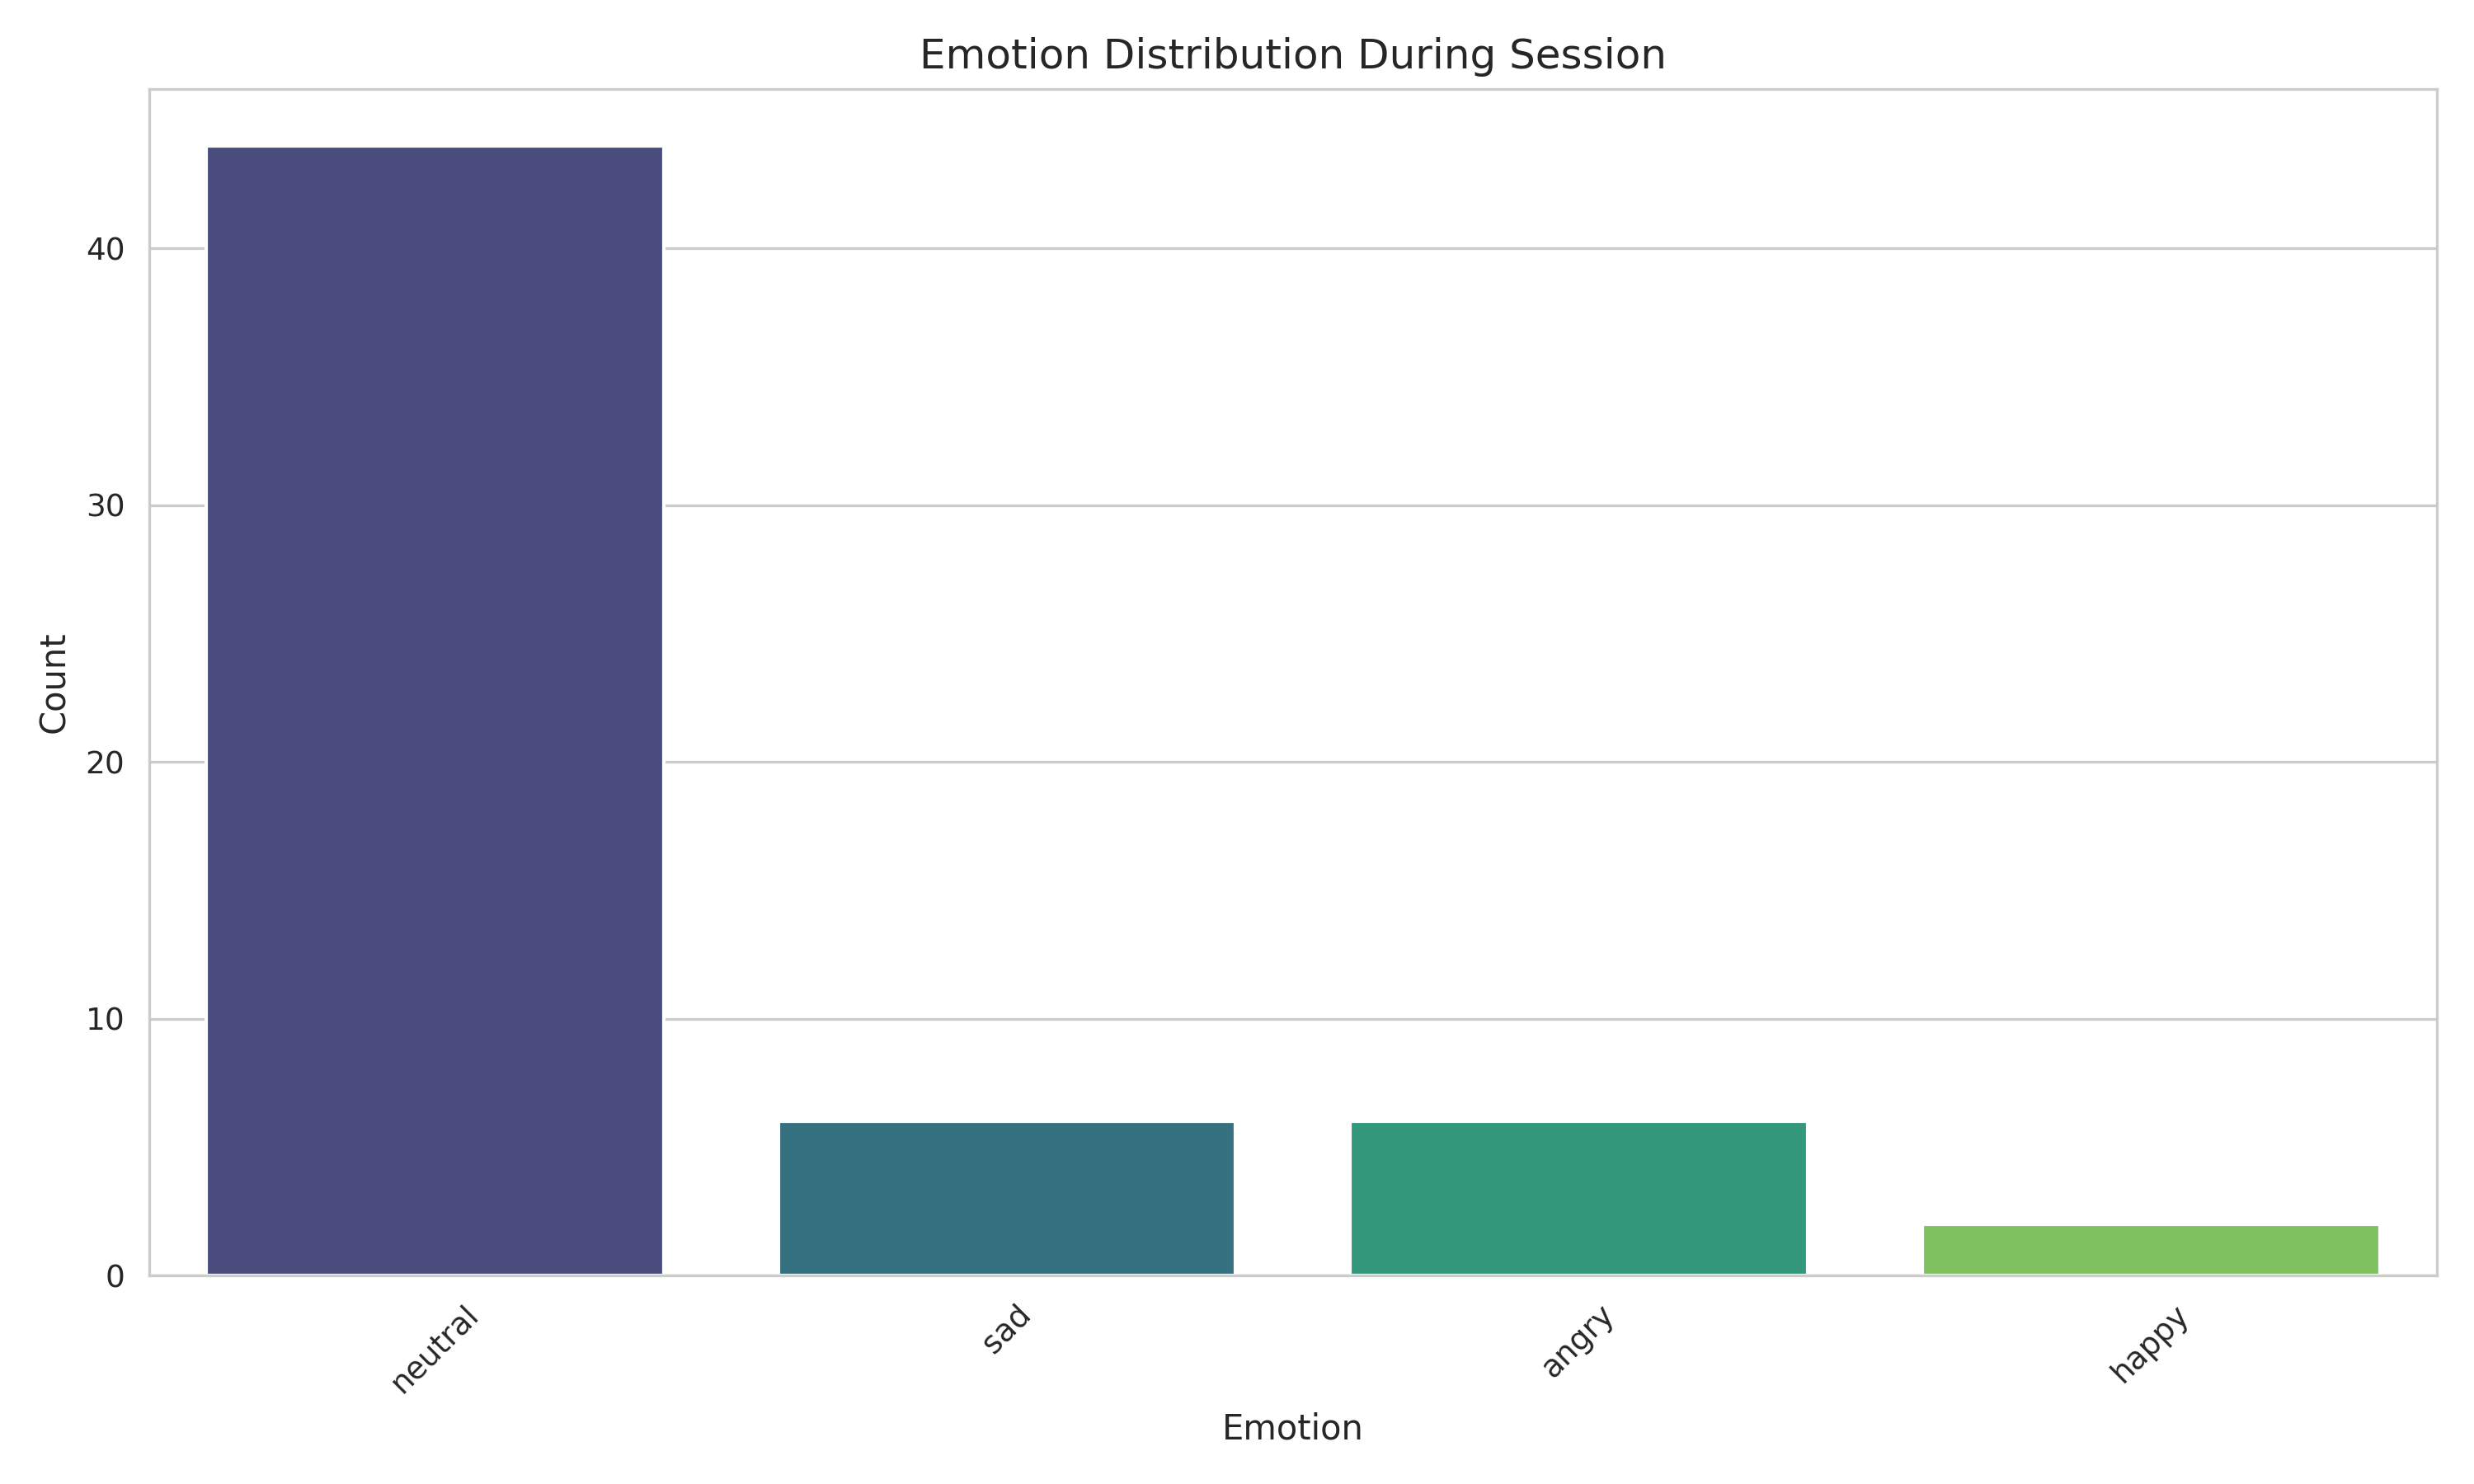 Emotion Distribution During Session
Count
40
30
20
10
0
neutral
sad
angry
happy
Emotion